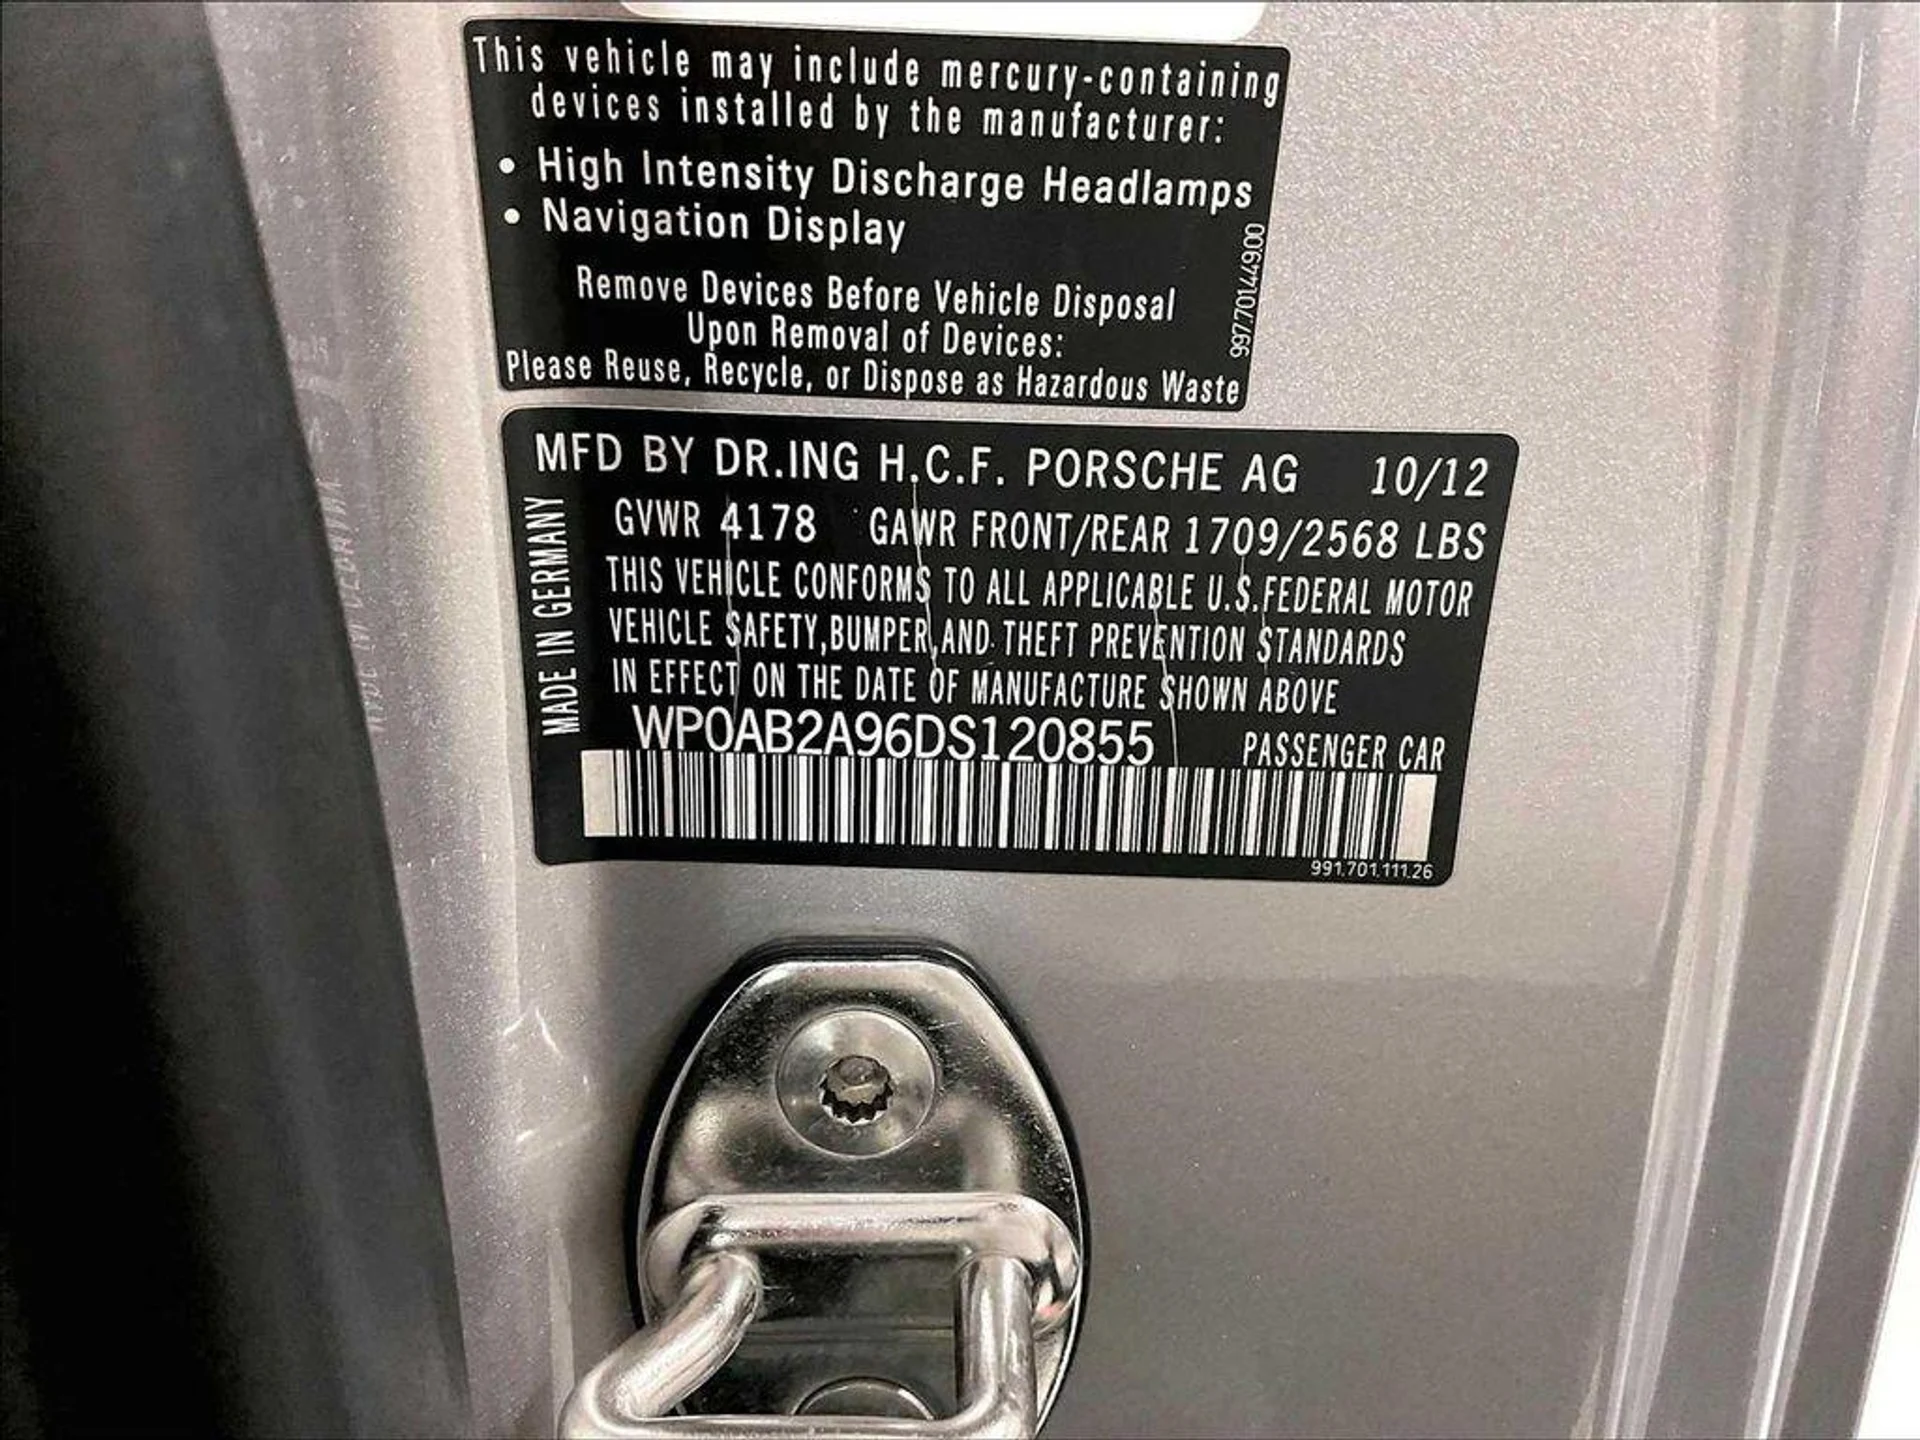 This vehicle may include mercury-containing
devices installed by the manufacturer:
• High Intensity Discharge Headlamps
• Navigation Display
Remove Devices Before Vehicle Disposal
Upon Removal of Devices:
Please Reuse, Recycle, or Dispose as Hazardous Waste
997.701.449.00
MFD BY DR.ING H.C.F. PORSCHE AG 10/12
GVWR 4178 GAWR FRONT/REAR 1709/2568 LBS
THIS VEHICLE CONFORMS TO ALL APPLICABLE U.S.FEDERAL MOTOR
VEHICLE SAFETY,BUMPER,AND THEFT PREVENTION STANDARDS
IN EFFECT ON THE DATE OF MANUFACTURE SHOWN ABOVE
MADE IN GERMANY
WP0AB2A96DS120855 PASSENGER CAR
991.701.111.26